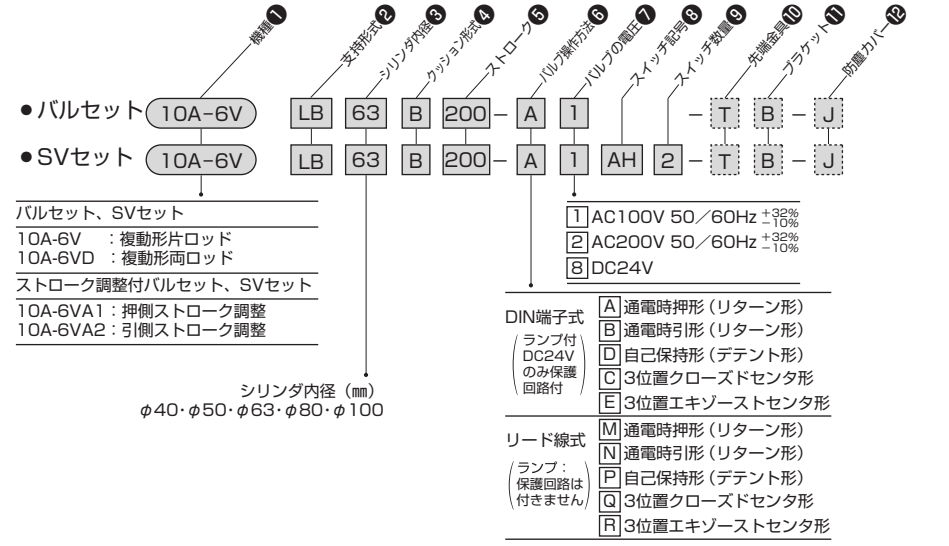 機種❶
支持形式❷
シリンダ内径❸
クッション形式❹
ストローク❺
バルブ操作方法❻
バルブの電圧❼
スイッチ記号❽
スイッチ数量❾
先端金具❿
ブラケット⓫
防塵カバー⓬
●バルセット 10A-6V LB 63 B 200 - A 1 - T B - J
●SVセット 10A-6V LB 63 B 200 - A 1 AH 2 - T B - J
バルセット、SVセット
10A-6V :複動形片ロッド
10A-6VD :複動形両ロッド
ストローク調整付バルセット、SVセット
10A-6VA1:押側ストローク調整
10A-6VA2:引側ストローク調整
シリンダ内径(㎜)
φ40・φ50・φ63・φ80・φ100
1 AC100V 50/60Hz +32% -10%
2 AC200V 50/60Hz +32% -10%
8 DC24V
DIN端子式
(ランプ付
DC24V
のみ保護
回路付)
A 通電時押形(リターン形)
B 通電時引形(リターン形)
D 自己保持形(デテント形)
C 3位置クローズドセンタ形
E 3位置エキゾーストセンタ形
リード線式
(ランプ:
保護回路は
付きません)
M 通電時押形(リターン形)
N 通電時引形(リターン形)
P 自己保持形(デテント形)
Q 3位置クローズドセンタ形
R 3位置エキゾーストセンタ形